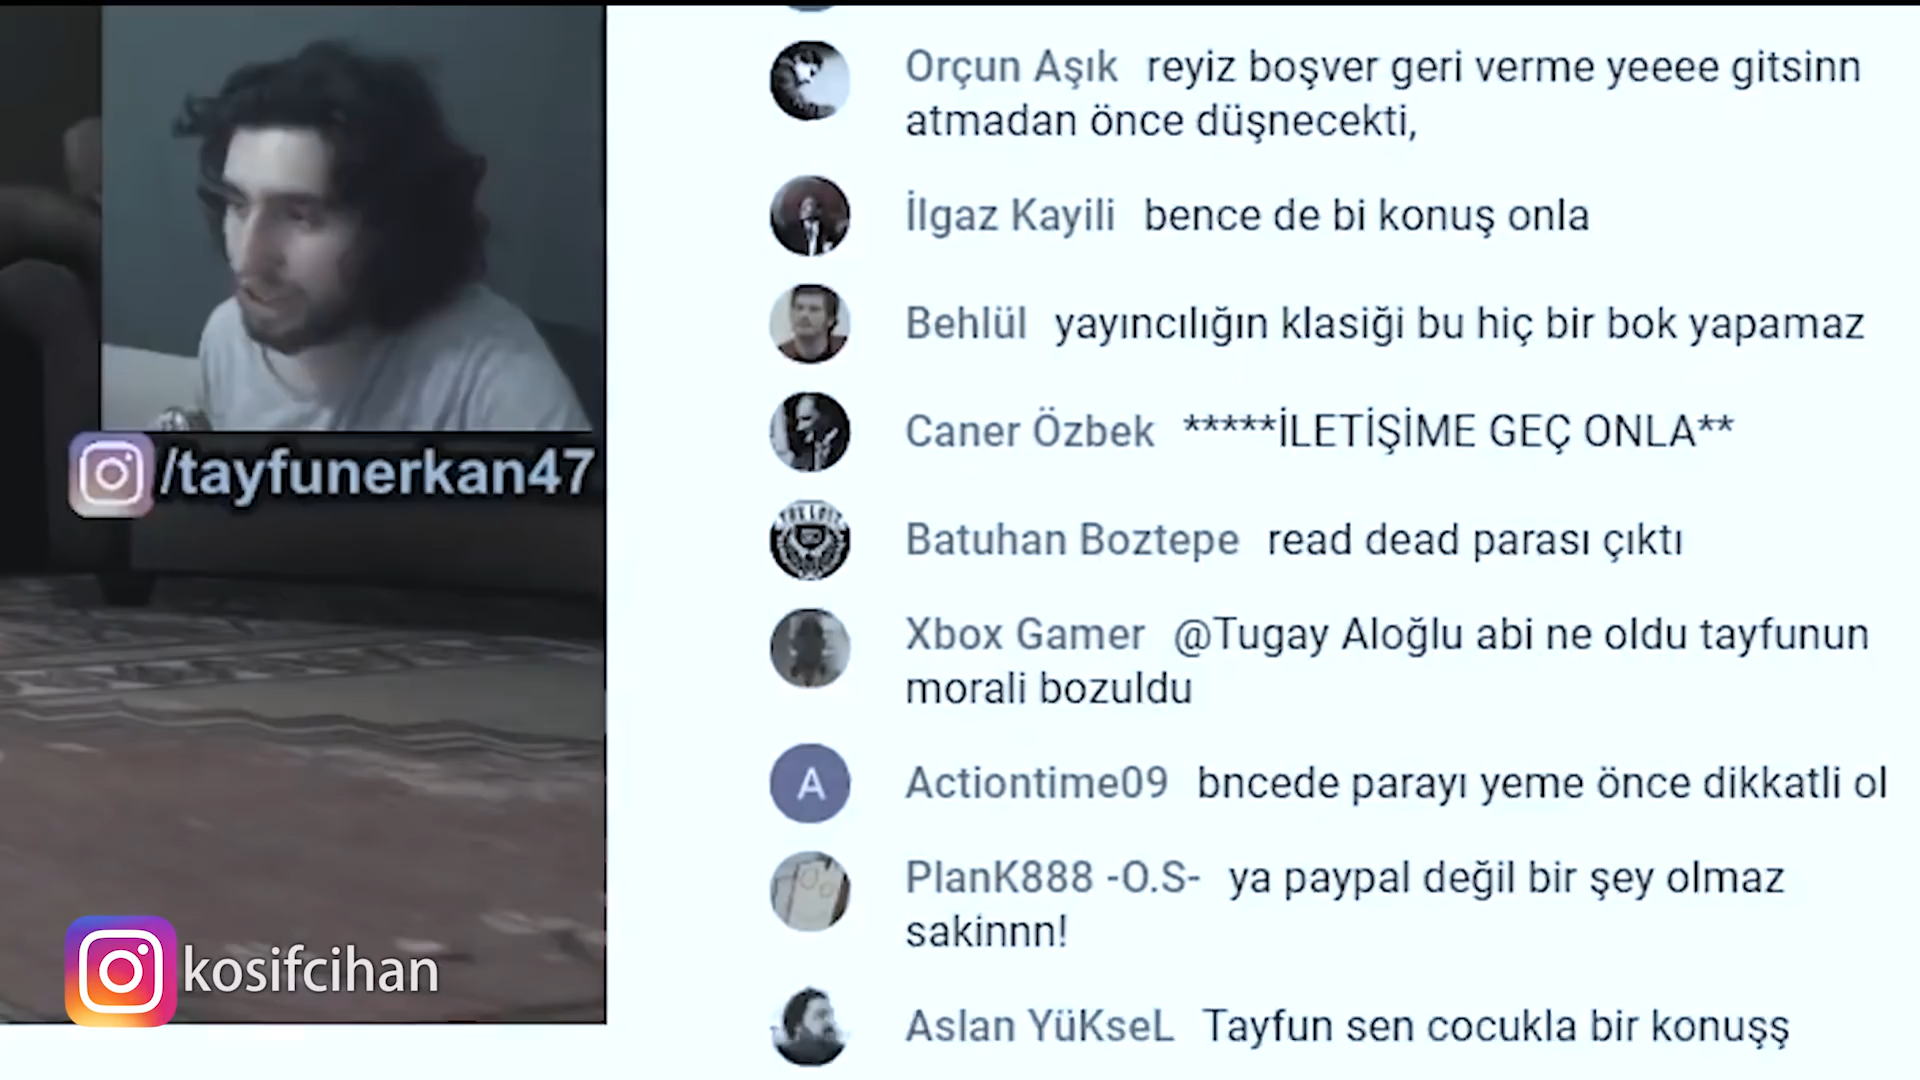 Orçun Aşık reyiz boşver geri verme yeeee gitsinn
atmadan önce düşnecekti,
İlgaz Kayili bence de bi konuş onla
Behlül yayıncılığın klasiği bu hiç bir bok yapamaz
Caner Özbek *****İLETİŞİME GEÇ ONLA**
/tayfunerkan47
Batuhan Boztepe read dead parası çıktı
Xbox Gamer @Tugay Aloğlu abi ne oldu tayfunun
morali bozuldu
A
Actiontime09 bncede parayı yeme önce dikkatli ol
PlanK888 -O.S- ya paypal değil bir şey olmaz
sakinnn!
kosifcihan
Aslan YüKseL Tayfun sen cocukla bir konuşş